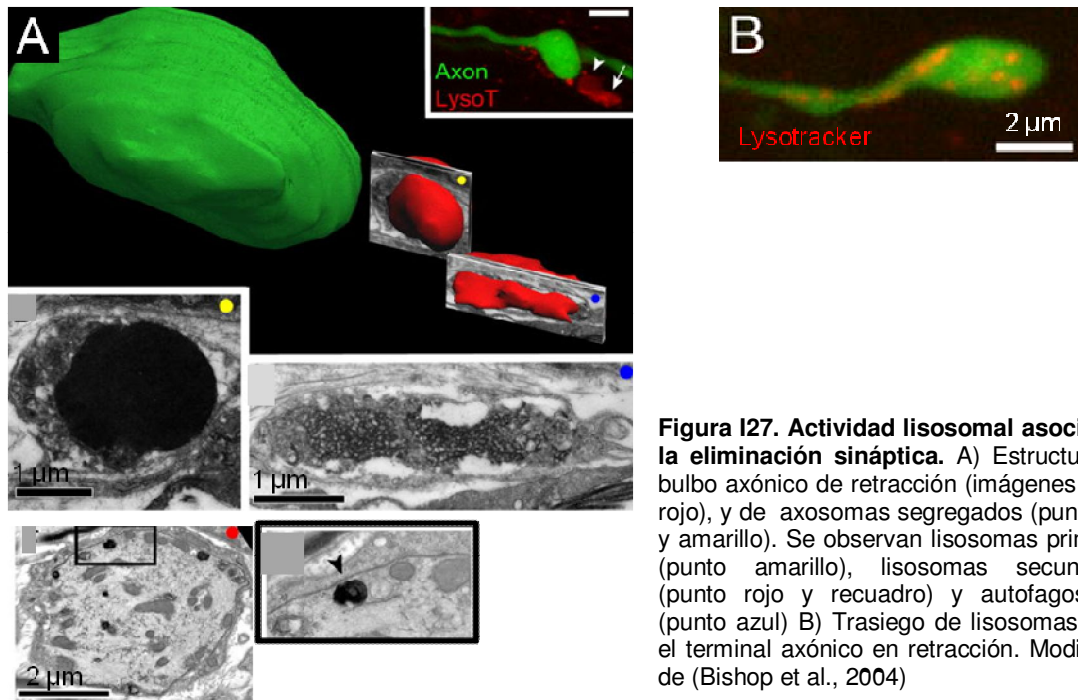 A
Axon
LysoT
B
Lysotracker
2 µm
1 µm
1 µm
2 µm
Figura I27. Actividad lisosomal asoci
la eliminación sináptica. A) Estructu
bulbo axónico de retracción (imágenes
rojo), y de axosomas segregados (pun
y amarillo). Se observan lisosomas prin
(punto amarillo), lisosomas secun
(punto rojo y recuadro) y autofagos
(punto azul) B) Trasiego de lisosomas
el terminal axónico en retracción. Modi
de (Bishop et al., 2004)